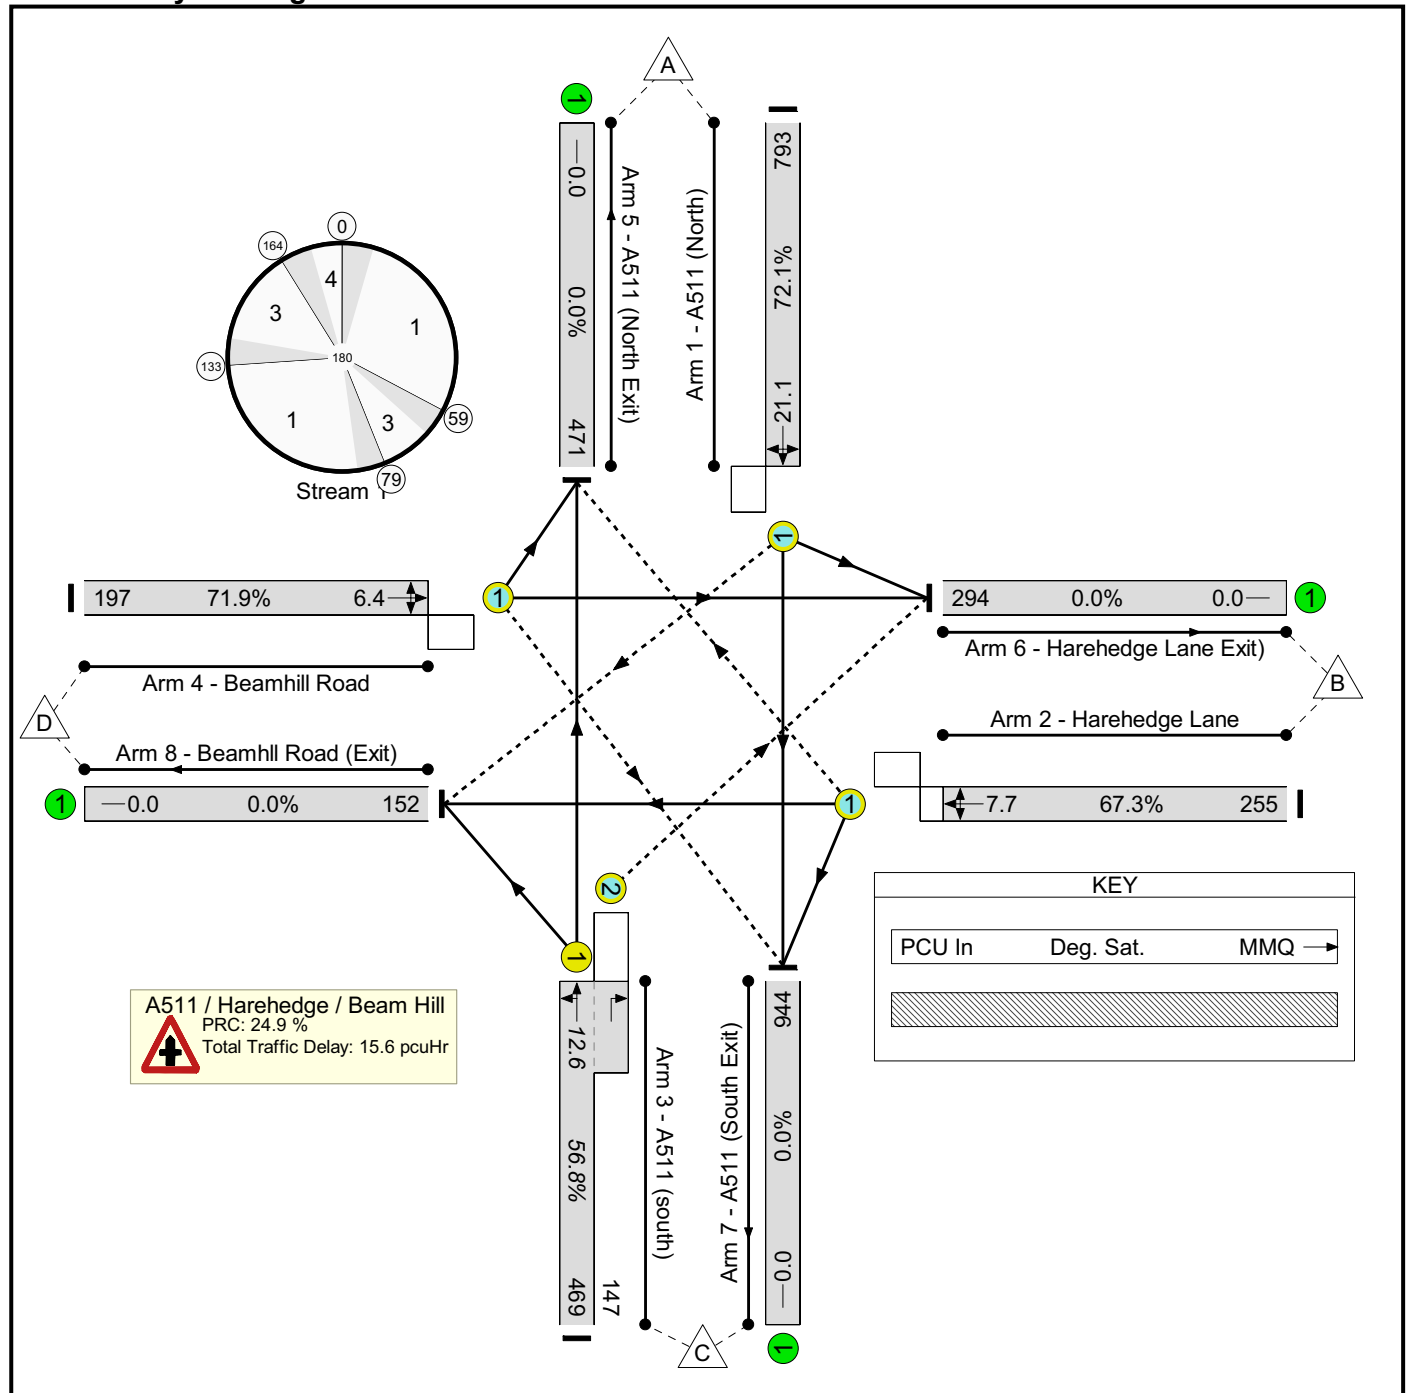 A
1
0.0
0.0%
471
Arm 5 - A511 (North Exit)
Arm 1 - A511 (North)
793
72.1%
21.1
0
164
4
3
1
133
180
1
3
59
79
Stream 1
1
1
197 71.9% 6.4
1
294 0.0% 0.0
1
Arm 4 - Beamhill Road
Arm 6 - Harehedge Lane Exit)
D
B
Arm 8 - Beamhll Road (Exit)
Arm 2 - Harehedge Lane
1
0.0 0.0% 152
1
7.7 67.3% 255
2
1
KEY
PCU In Deg. Sat. MMQ
A511 / Harehedge / Beam Hill
PRC: 24.9 %
Total Traffic Delay: 15.6 pcuHr
12.6
56.8%
469
147
Arm 3 - A511 (south)
Arm 7 - A511 (South Exit)
944
0.0%
0.0
C
1